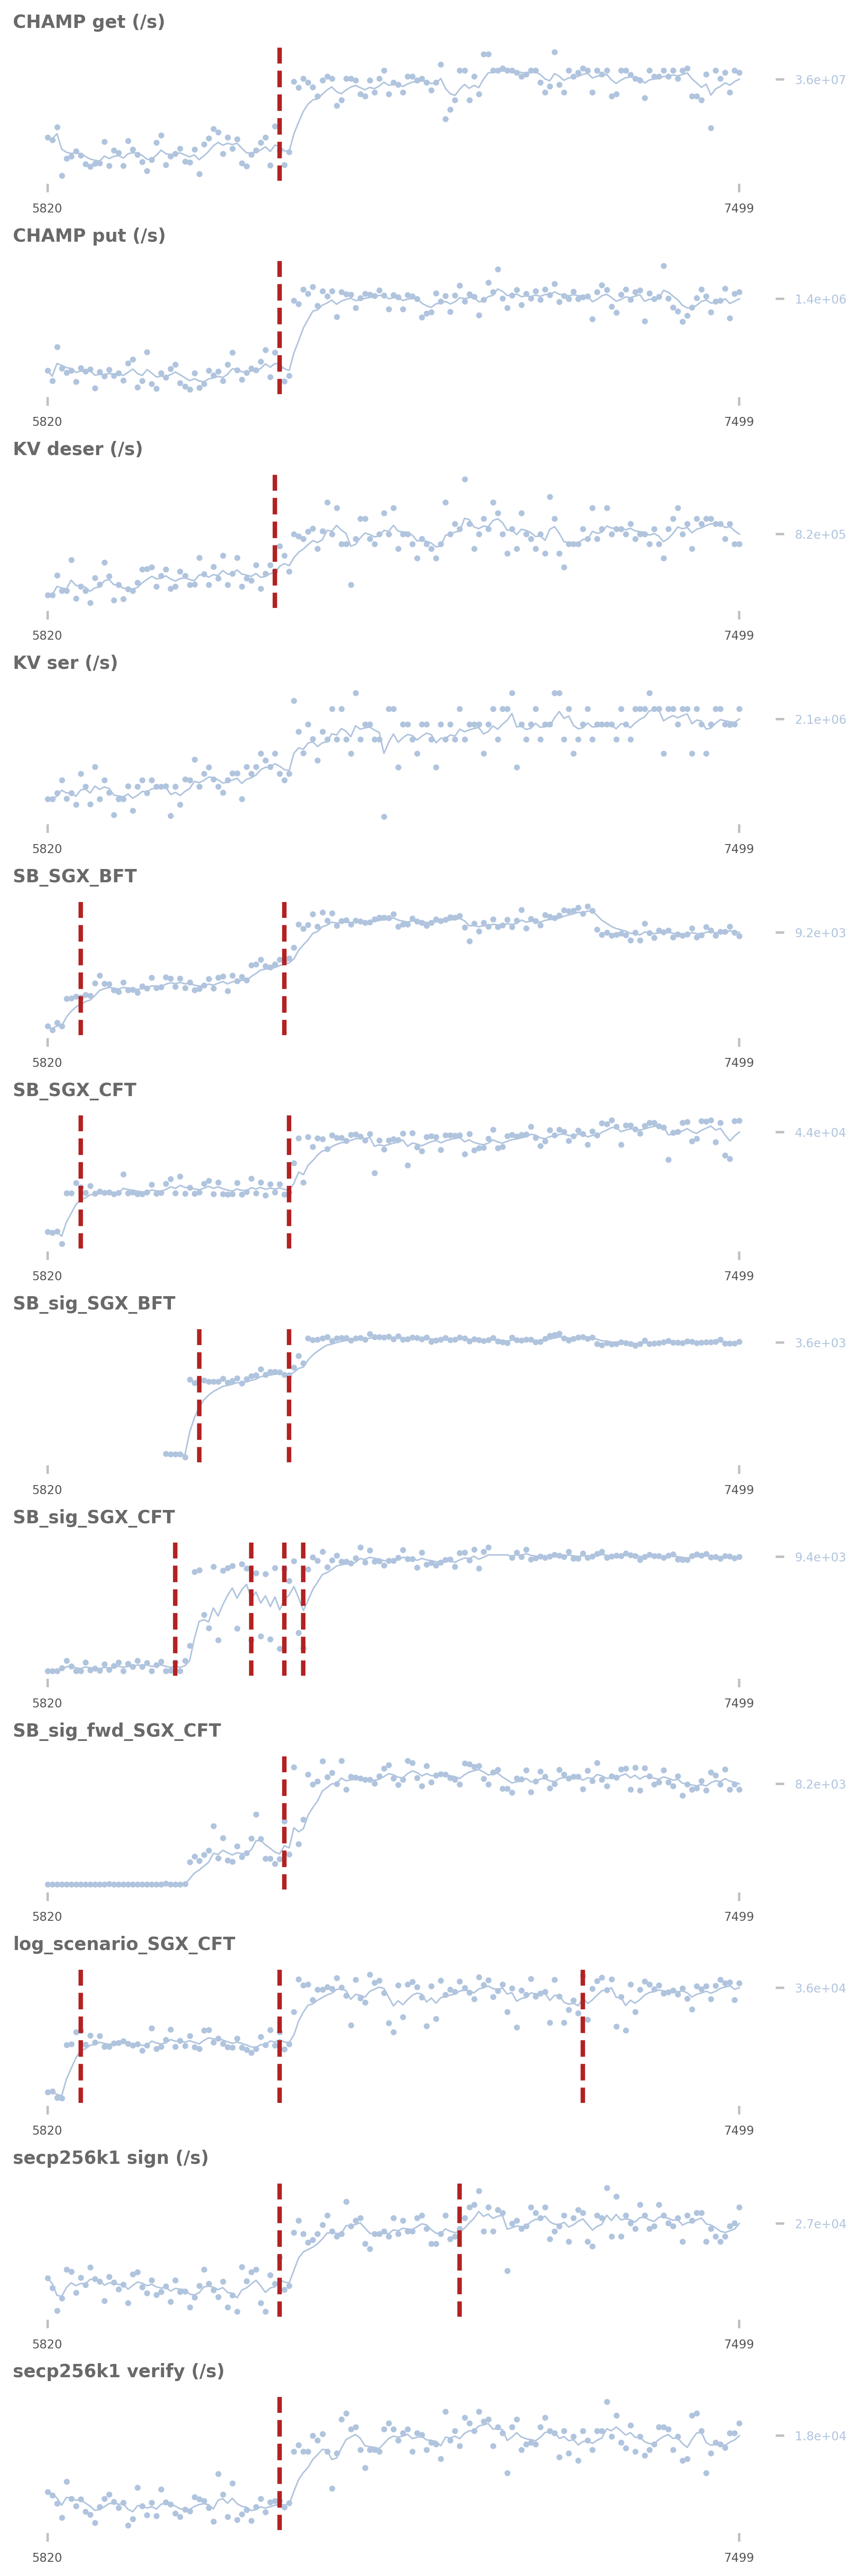 CHAMP get (/s)
3.6e+07
5820 7499
CHAMP put (/s)
1.4e+06
5820 7499
KV deser (/s)
8.2e+05
5820 7499
KV ser (/s)
2.1e+06
5820 7499
SB_SGX_BFT
9.2e+03
5820 7499
SB_SGX_CFT
4.4e+04
5820 7499
SB_sig_SGX_BFT
3.6e+03
5820 7499
SB_sig_SGX_CFT
9.4e+03
5820 7499
SB_sig_fwd_SGX_CFT
8.2e+03
5820 7499
log_scenario_SGX_CFT
3.6e+04
5820 7499
secp256k1 sign (/s)
2.7e+04
5820 7499
secp256k1 verify (/s)
1.8e+04
5820 7499